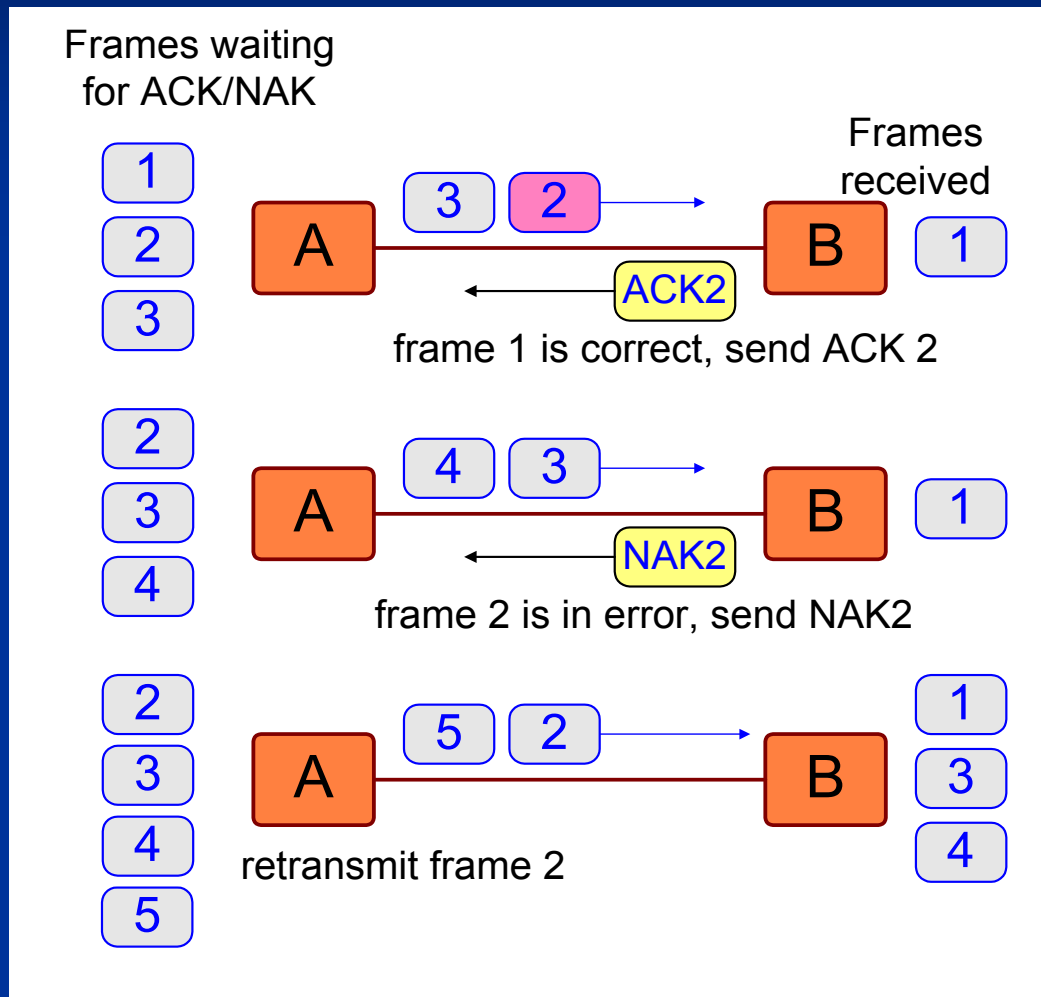 Frames waiting
for ACK/NAK
Frames
received
1
2
3
A
3
2
B
1
ACK2
frame 1 is correct, send ACK 2
2
3
4
A
4
3
B
1
NAK2
frame 2 is in error, send NAK2
2
3
4
5
A
5
2
B
1
3
4
retransmit frame 2